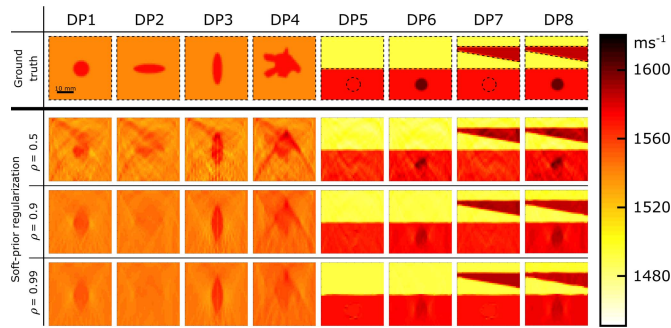 DP1 DP2 DP3 DP4 DP5 DP6 DP7 DP8
Ground
truth
10 mm
Soft-prior regularization
ρ = 0.5
ρ = 0.9
ρ = 0.99
ms⁻¹
1600
1560
1520
1480